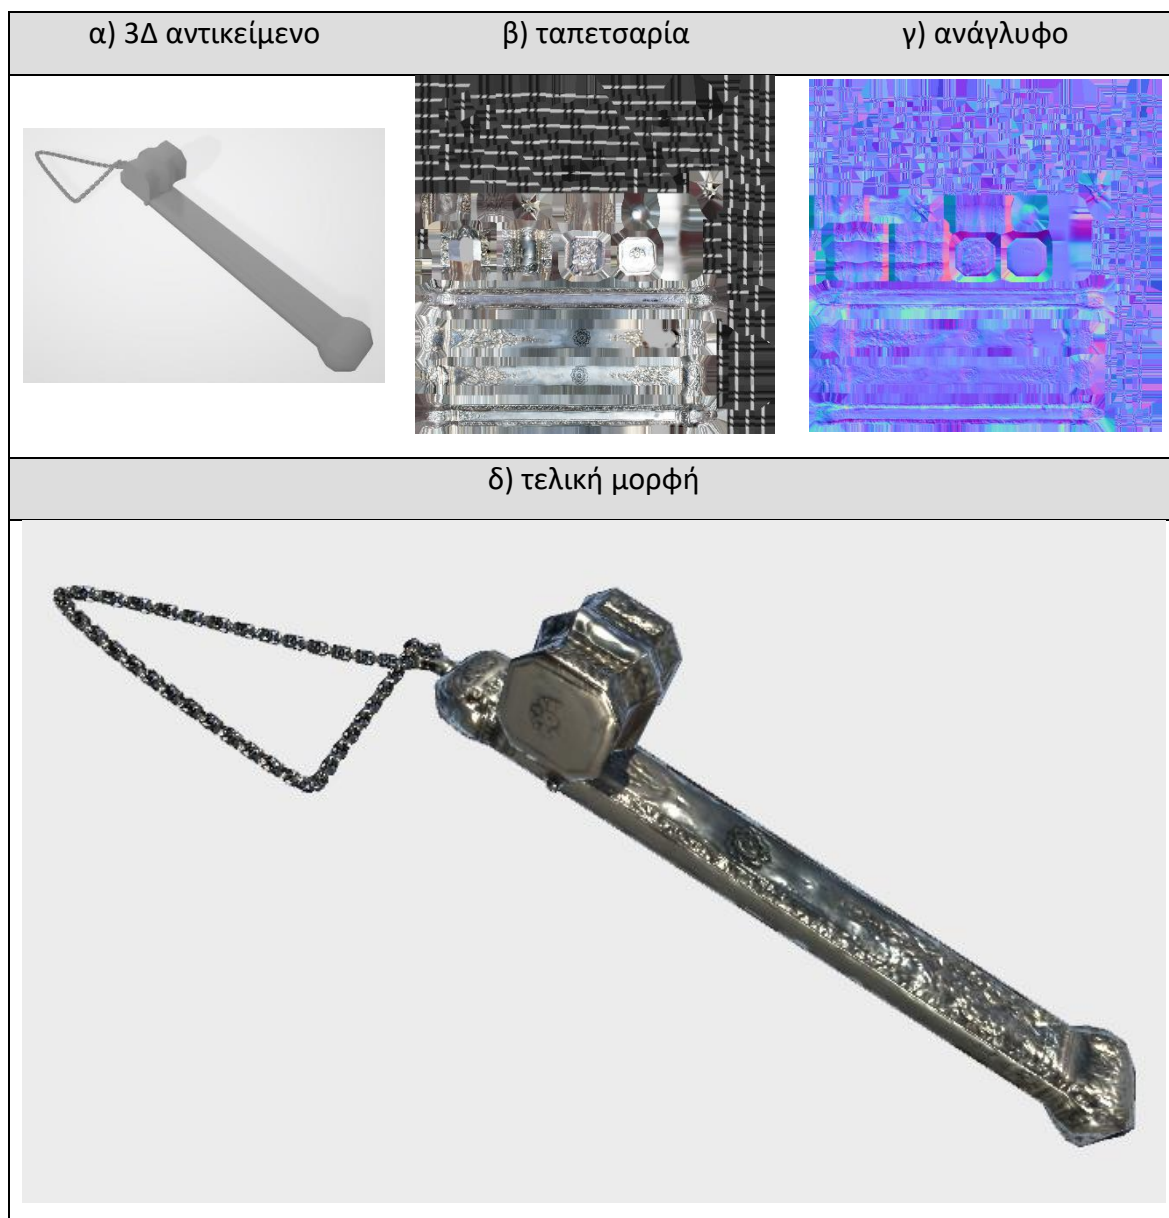 α) 3Δ αντικείμενο
β) ταπετσαρία
γ) ανάγλυφο
δ) τελική μορφή